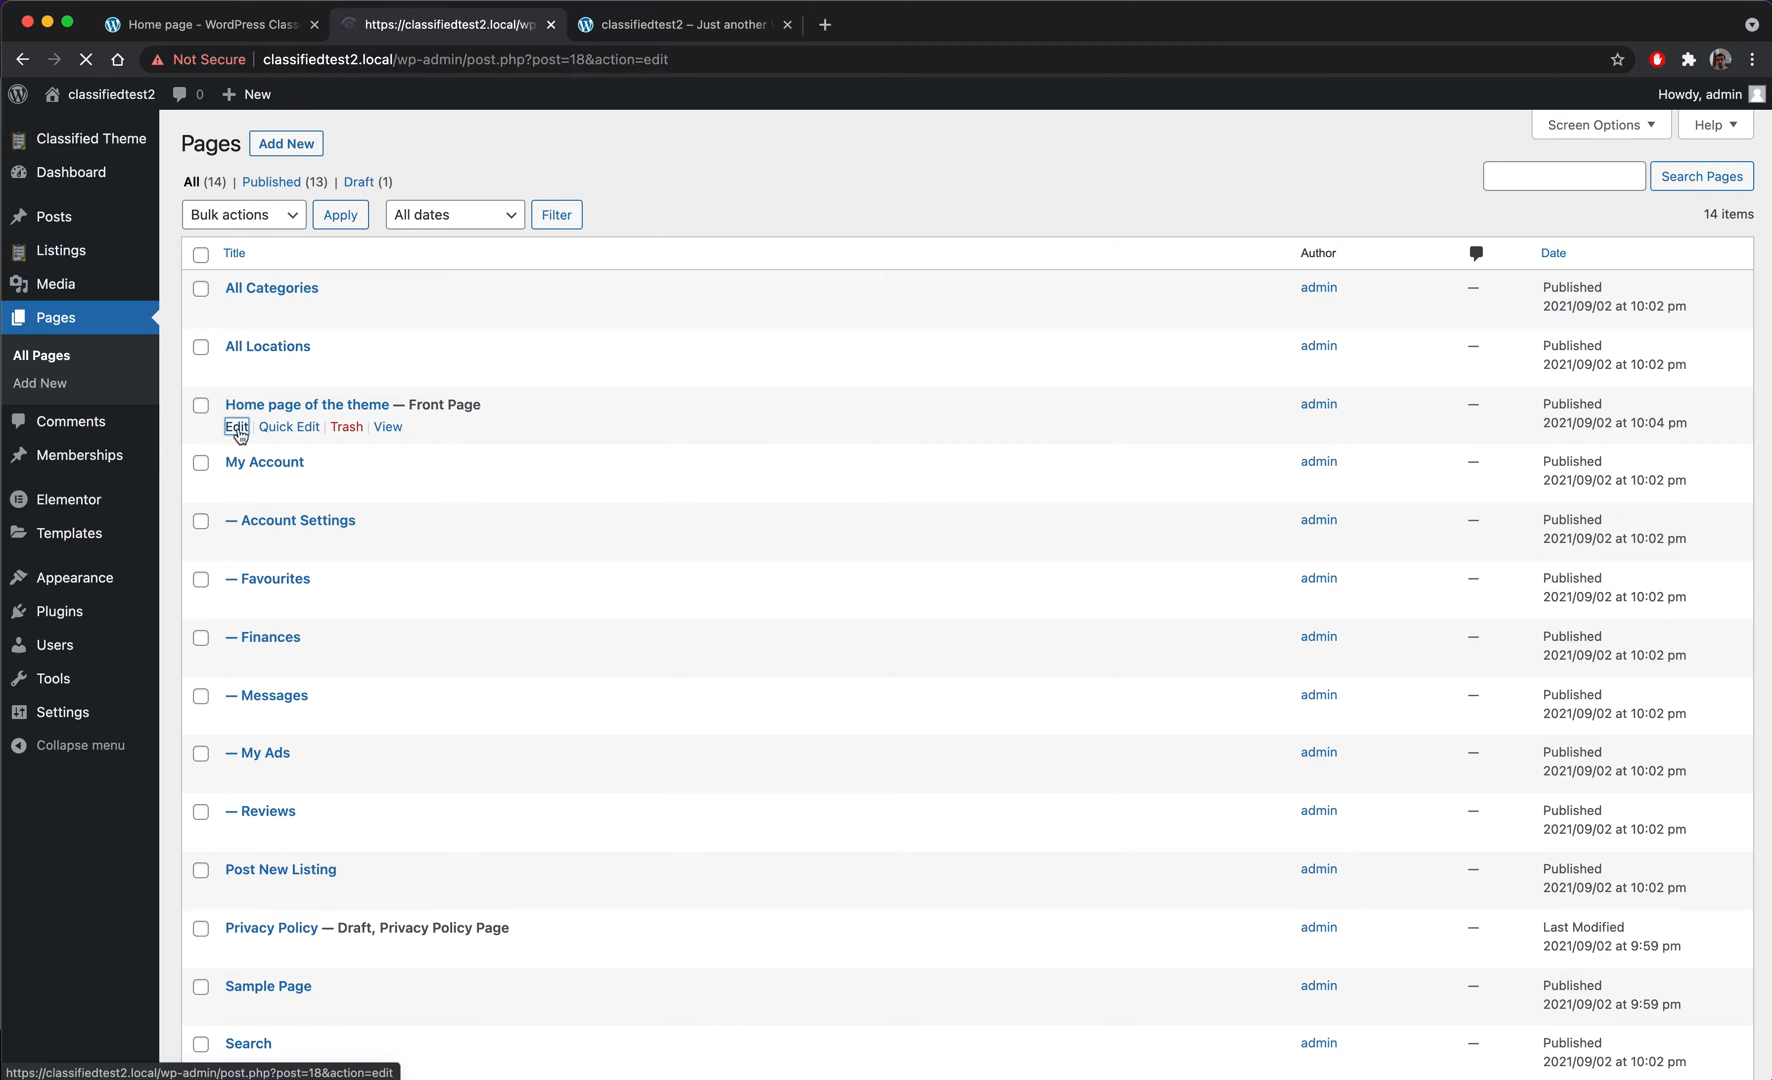 Home page - WordPress Class
https://classifiedtest2.local/wp
classifiedtest2 – Just another
Not Secure
classifiedtest2.local/wp-admin/post.php?post=18&action=edit
classifiedtest2
0
New
Howdy, admin
Classified Theme
Dashboard
Posts
Listings
Media
Pages
All Pages
Add New
Comments
Memberships
Elementor
Templates
Appearance
Plugins
Users
Tools
Settings
Collapse menu
Screen Options
Help
Pages
Add New
All (14) | Published (13) | Draft (1)
Search Pages
Bulk actions
Apply
All dates
Filter
14 items
Title
Author
Date
All Categories
admin
—
Published
2021/09/02 at 10:02 pm
All Locations
admin
—
Published
2021/09/02 at 10:02 pm
Home page of the theme — Front Page
Edit | Quick Edit | Trash | View
admin
—
Published
2021/09/02 at 10:04 pm
My Account
admin
—
Published
2021/09/02 at 10:02 pm
— Account Settings
admin
—
Published
2021/09/02 at 10:02 pm
— Favourites
admin
—
Published
2021/09/02 at 10:02 pm
— Finances
admin
—
Published
2021/09/02 at 10:02 pm
— Messages
admin
—
Published
2021/09/02 at 10:02 pm
— My Ads
admin
—
Published
2021/09/02 at 10:02 pm
— Reviews
admin
—
Published
2021/09/02 at 10:02 pm
Post New Listing
admin
—
Published
2021/09/02 at 10:02 pm
Privacy Policy — Draft, Privacy Policy Page
admin
—
Last Modified
2021/09/02 at 9:59 pm
Sample Page
admin
—
Published
2021/09/02 at 9:59 pm
Search
admin
—
Published
2021/09/02 at 10:02 pm
https://classifiedtest2.local/wp-admin/post.php?post=18&action=edit